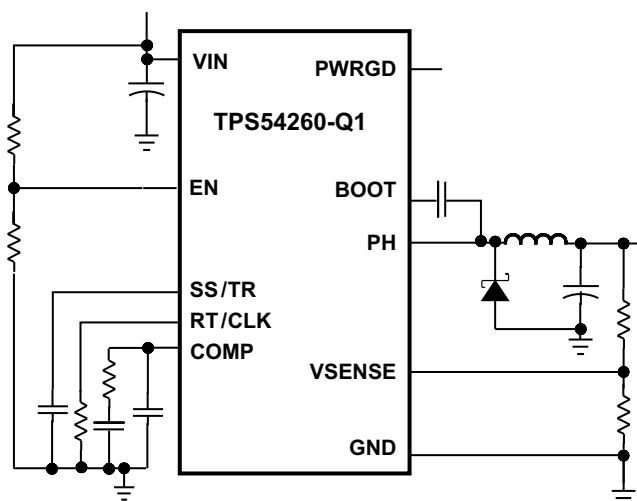 VIN
PWRGD
TPS54260-Q1
EN
BOOT
PH
SS/TR
RT/CLK
COMP
VSENSE
GND